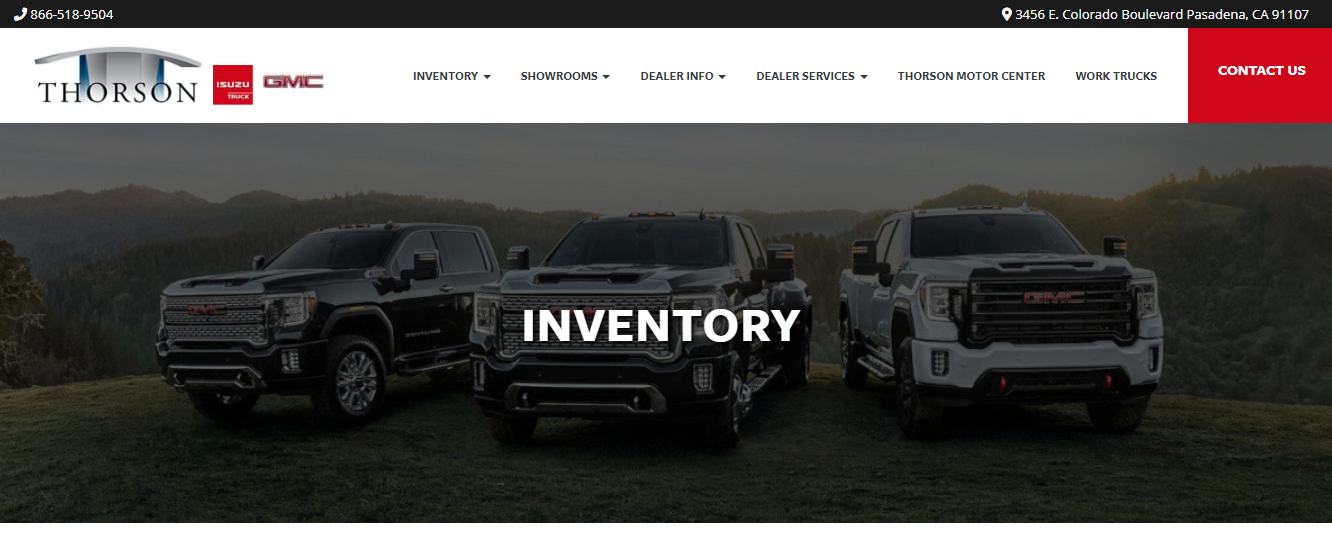 866-518-9504
3456 E. Colorado Boulevard Pasadena, CA 91107
THORSON
ISUZU
TRUCK
GMC
INVENTORY
SHOWROOMS
DEALER INFO
DEALER SERVICES
THORSON MOTOR CENTER
WORK TRUCKS
CONTACT US
GMC
INVENTORY